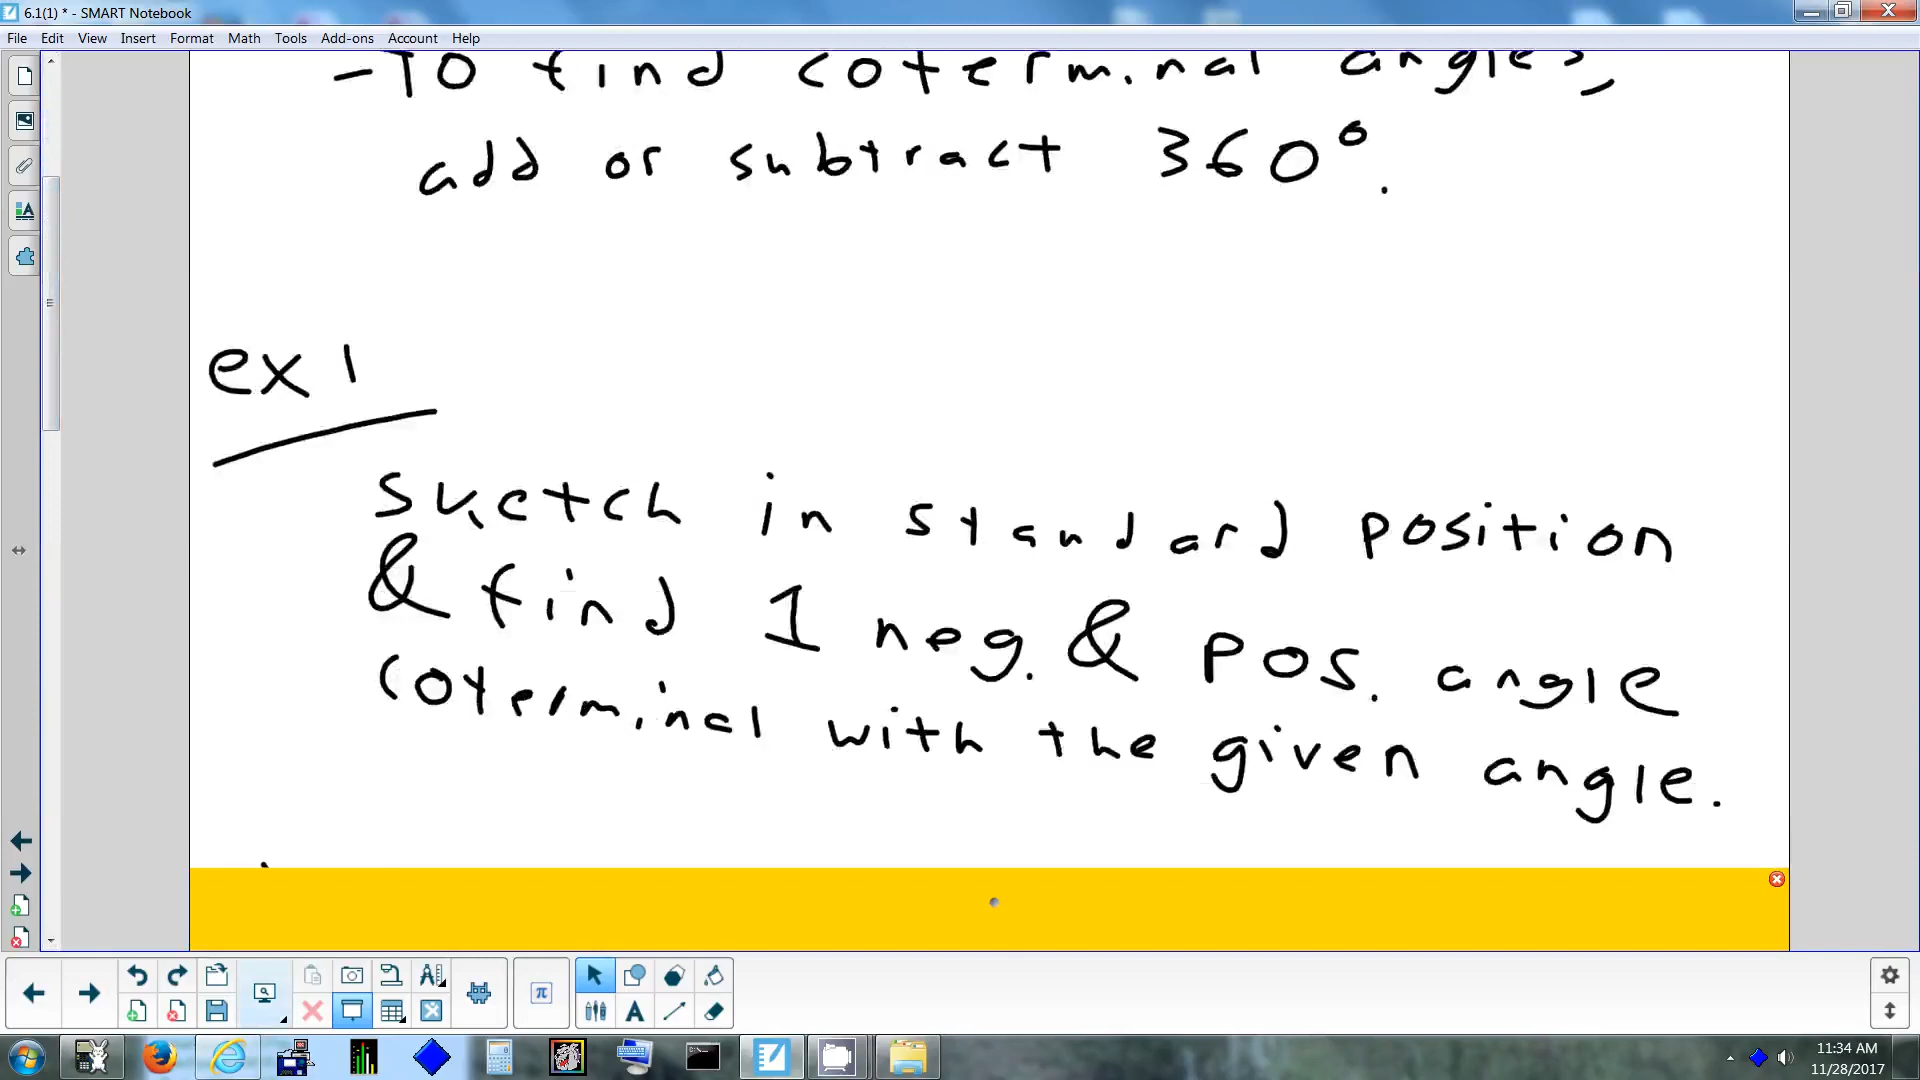 6.1(1) * - SMART Notebook
File Edit View Insert Format Math Tools Add-ons Account Help
- To find coterminal angles,
add or subtract 360°.
ex 1
sketch in standard position
& find 1 neg. & pos. angle
coterminal with the given angle.
π
A
11:34 AM
11/28/2017